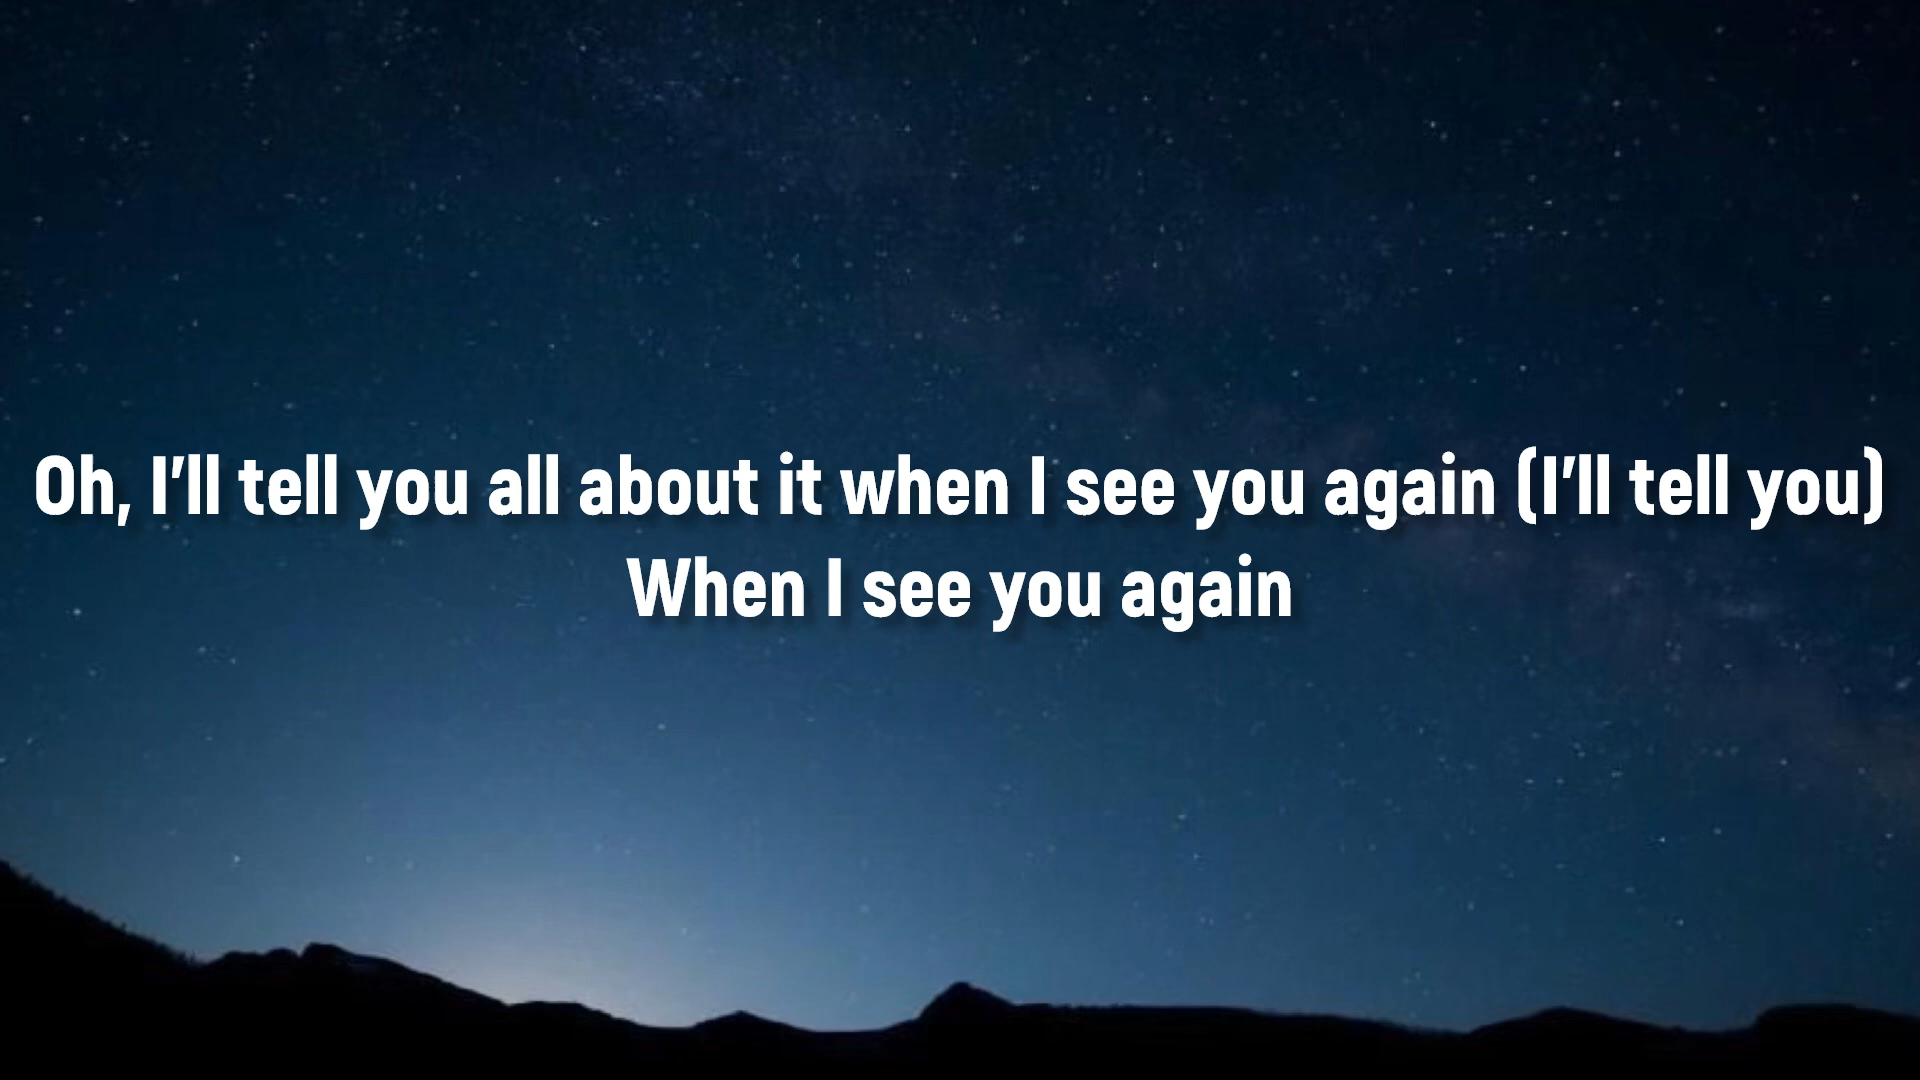 Oh, I’ll tell you all about it when I see you again (I’ll tell you)
When I see you again